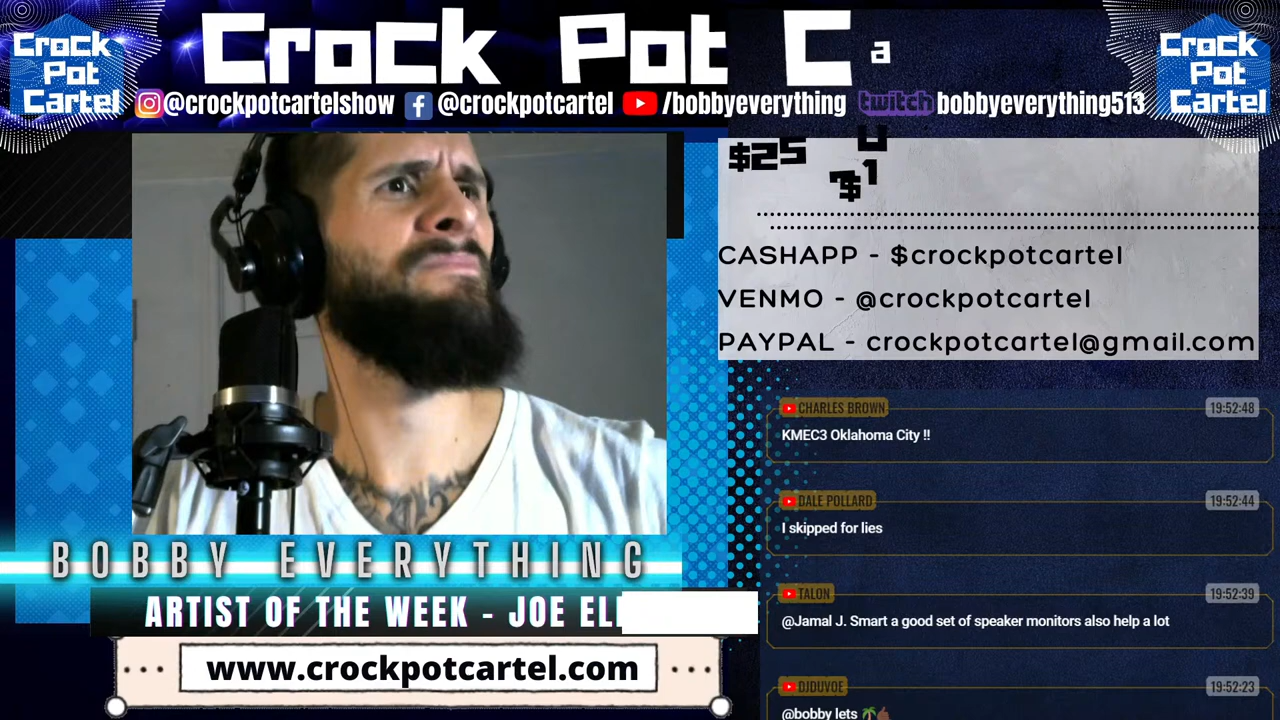 Crock Pot Ca
Crock
Pot
Cartel
@crockpotcartelshow @crockpotcartel /bobbyeverything twitch bobbyeverything513
Crock
Pot
Cartel
$25
$1
CASHAPP - $crockpotcartel
VENMO - @crockpotcartel
PAYPAL - crockpotcartel@gmail.com
CHARLES BROWN 19:52:48
KMEC3 Oklahoma City !!
DALE POLLARD 19:52:44
I skipped for lies
TALON 19:52:39
@Jamal J. Smart a good set of speaker monitors also help a lot
DJDUVOE 19:52:23
@bobby lets
BOBBY EVERYTHING
ARTIST OF THE WEEK - JOE
www.crockpotcartel.com